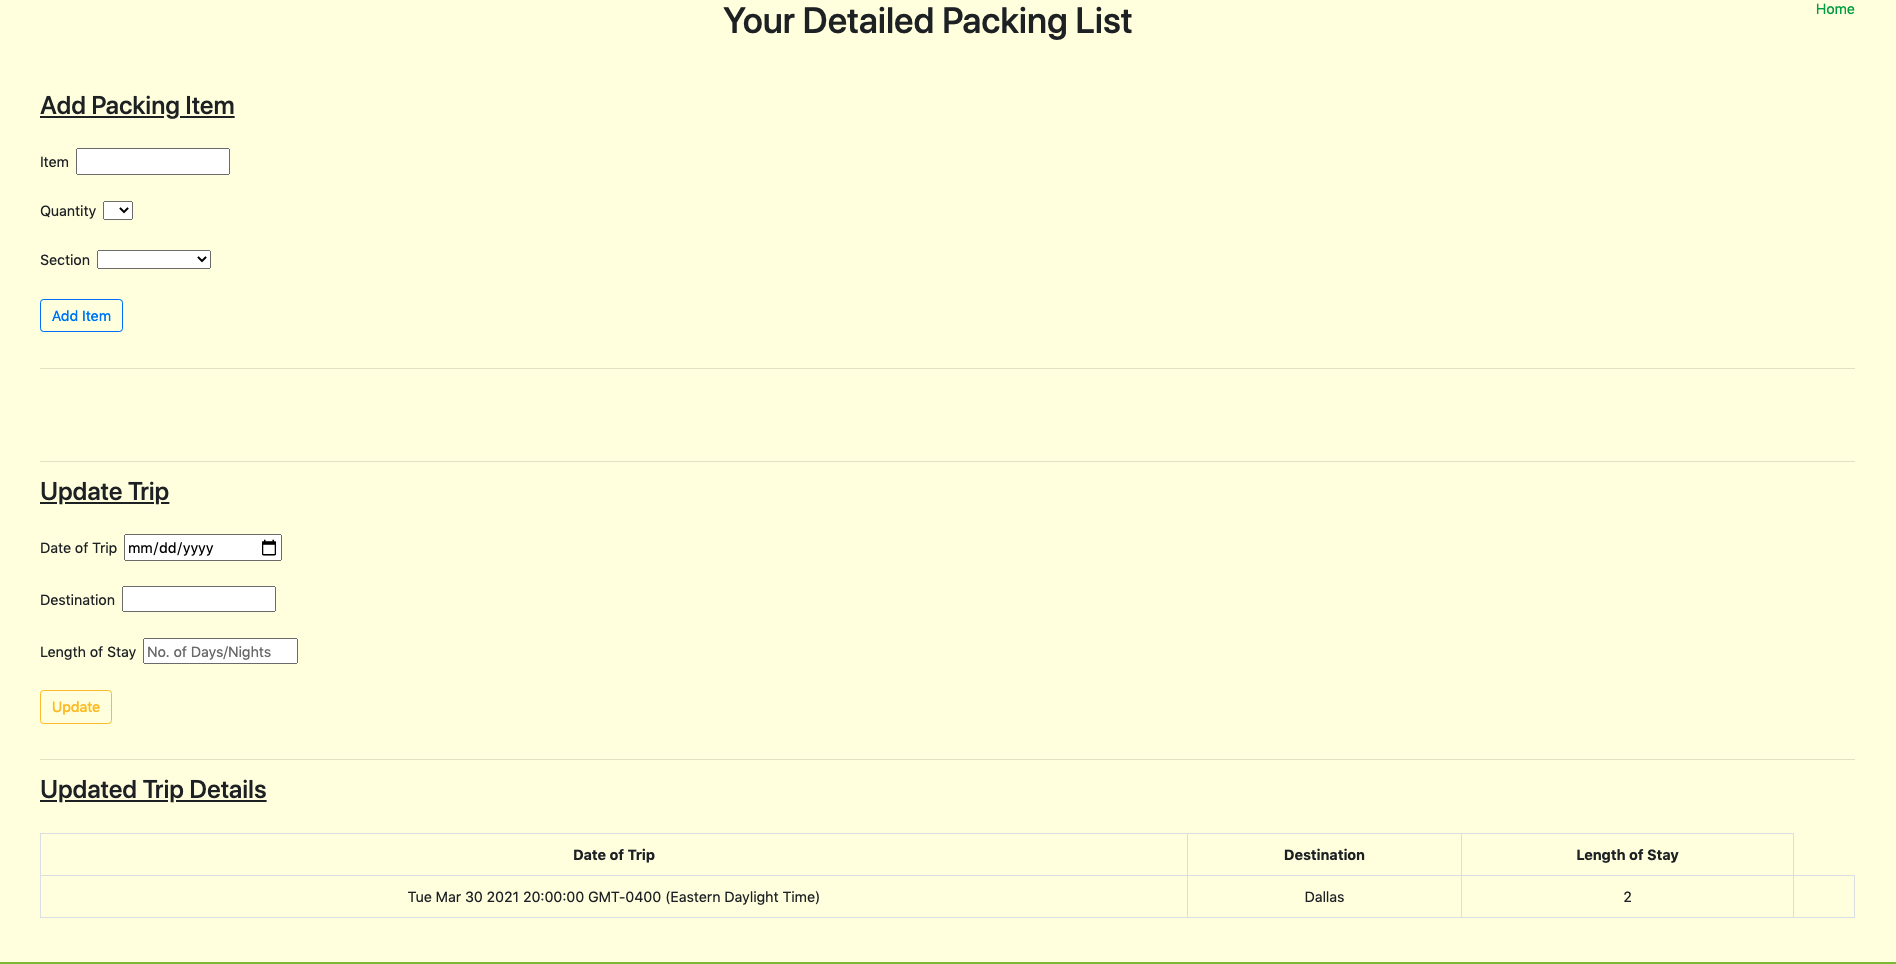 Your Detailed Packing List
Home
Add Packing Item
Item
Quantity
Section
Add Item
Update Trip
Date of Trip mm/dd/yyyy
Destination
Length of Stay No. of Days/Nights
Update
Updated Trip Details
Date of Trip Destination Length of Stay
Tue Mar 30 2021 20:00:00 GMT-0400 (Eastern Daylight Time) Dallas 2